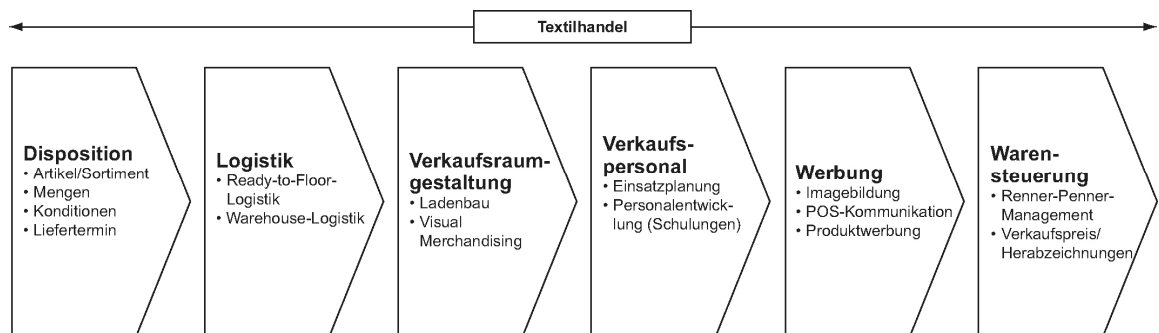 Textilhandel
Disposition
• Artikel/Sortiment
• Mengen
• Konditionen
• Liefertermin
Logistik
• Ready-to-Floor-
Logistik
• Warehouse-Logistik
Verkaufsraum-
gestaltung
• Ladenbau
• Visual
Merchandising
Verkaufs-
personal
• Einsatzplanung
• Personalentwick-
lung (Schulungen)
Werbung
• Imagebildung
• POS-Kommunikation
• Produktwerbung
Waren-
steuerung
• Renner-Penner-
Management
• Verkaufspreis/
Herabzeichnungen